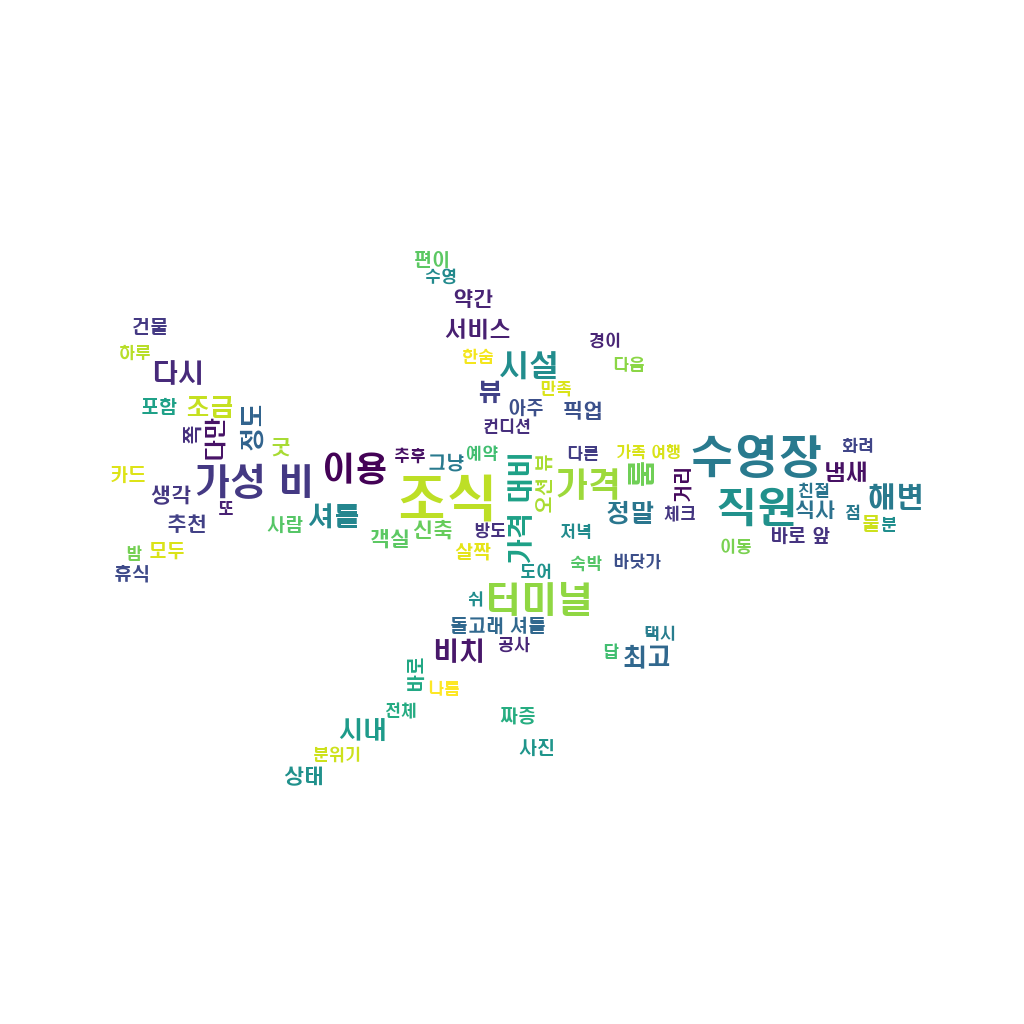 편이
수영
약간
건물
서비스
경이
하루
한숨
시설
다음
다시
뷰
만족
포함
조금
아주
픽업
정도
쪽
다만
굿
컨디션
화려
추후
그냥
예약
다른
가족 여행
수영장
카드
가성 비
이용
조식
가격 대비
오션 뷰
가격
룸
거리
냄새
생각
또
셔틀
직원
친절
해변
추천
사람
객실
신축
방도
저녁
정말
체크
식사
점
물
분
바로 앞
밤
모두
살짝
이동
휴식
도어
숙박
바닷가
쉬
터미널
돌고래 셔틀
택시
비치
공사
답
최고
바로
나름
전체
짜증
시내
사진
분위기
상태